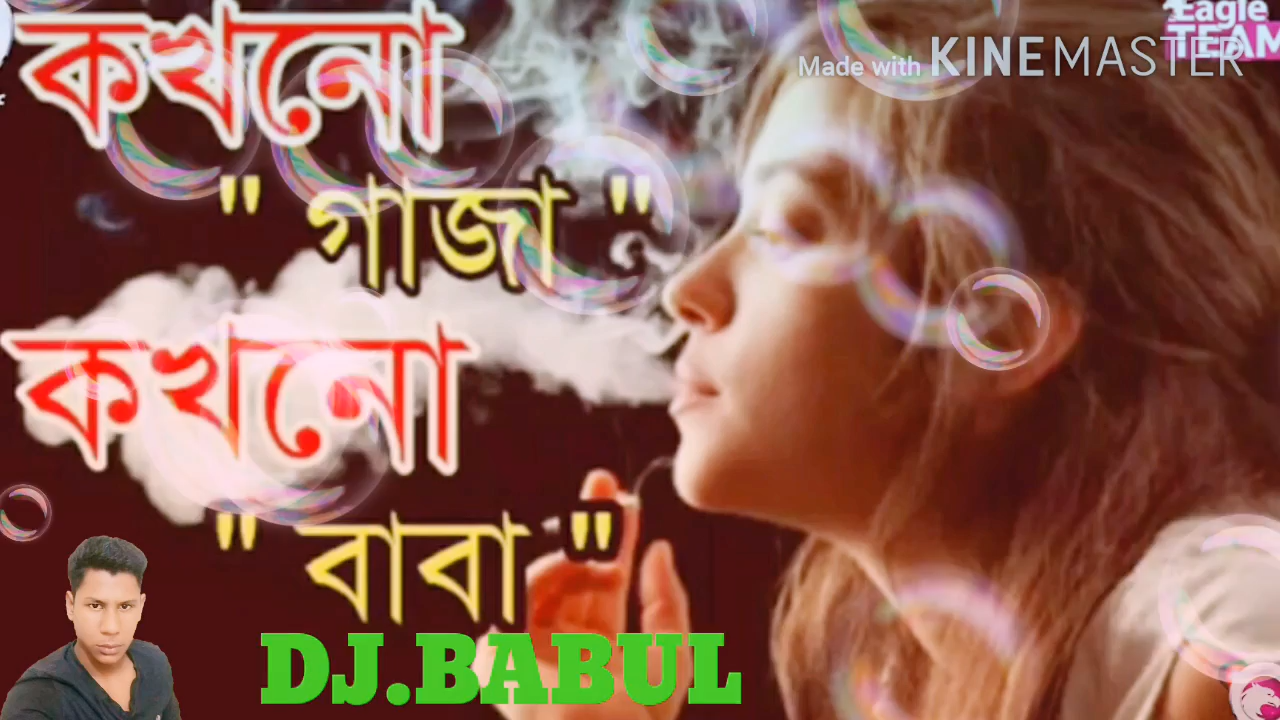 কখনো
Eagle
TEAM
Made with KINEMASTER
" গাজা "
কখনো
" বাবা "
DJ.BABUL